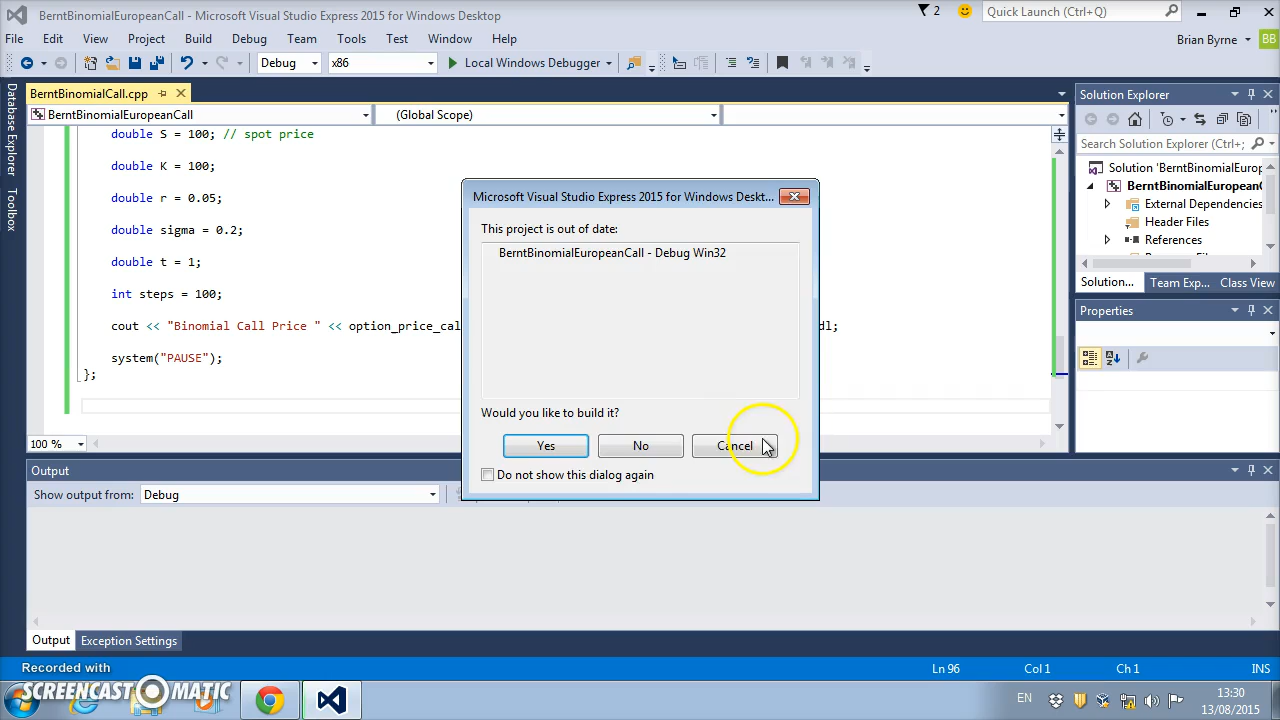 BerntBinomialEuropeanCall - Microsoft Visual Studio Express 2015 for Windows Desktop
2
Quick Launch (Ctrl+Q)
File Edit View Project Build Debug Team Tools Test Window Help
Brian Byrne
BB
Debug
x86
Local Windows Debugger
Database Explorer
Toolbox
BerntBinomialCall.cpp
BerntBinomialEuropeanCall
(Global Scope)
double S = 100; // spot price
double K = 100;
double r = 0.05;
double sigma = 0.2;
double t = 1;
int steps = 100;
cout << "Binomial Call Price " << option_price_cal
dl;
system("PAUSE");
};
100 %
Microsoft Visual Studio Express 2015 for Windows Deskt...
This project is out of date:
BerntBinomialEuropeanCall - Debug Win32
Would you like to build it?
Yes
No
Cancel
Do not show this dialog again
Solution Explorer
Search Solution Explorer (Ctrl+;
Solution 'BerntBinomialEurop
BerntBinomialEuropeanC
External Dependencies
Header Files
References
Solution...
Team Exp...
Class View
Properties
Output
Show output from:
Debug
Output
Exception Settings
Ln 96
Col 1
Ch 1
INS
Recorded with
SCREENCAST MATIC
EN
13:30
13/08/2015